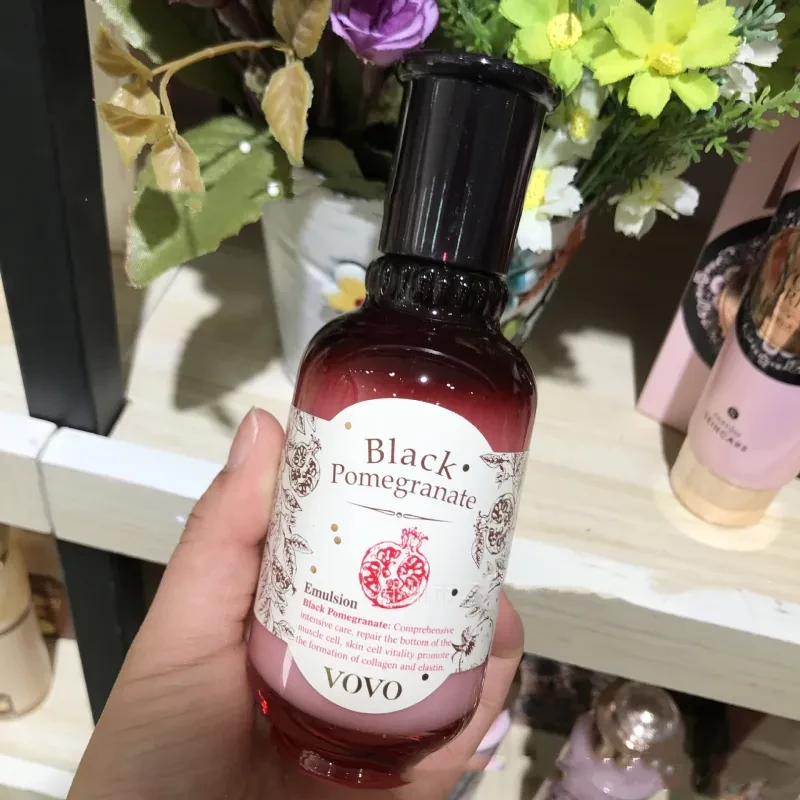 Black
Pomegranate
Emulsion
Black Pomegranate: Comprehensive
intensive care, repair the bottom of the
muscle cell, skin cell vitality promote
the formation of collagen and elastin.
VOVO
SKINCARE